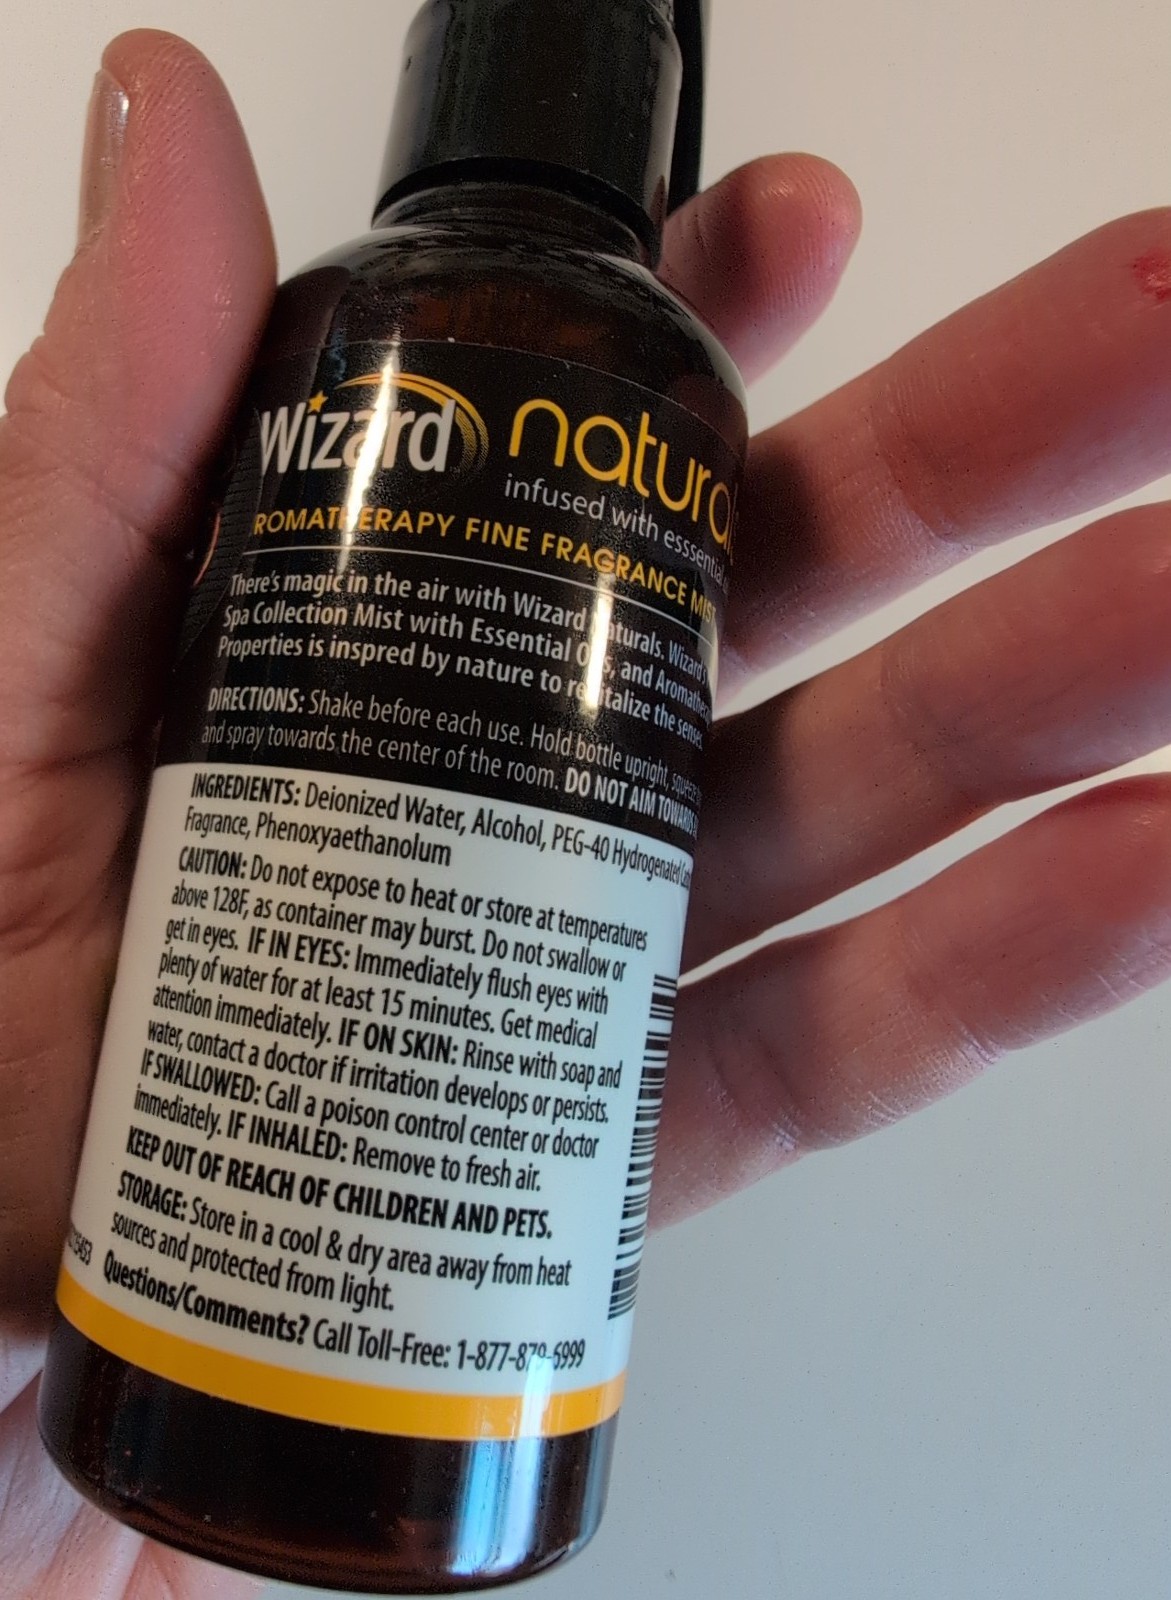 Wizard natural
infused with esssential
ROMATHERAPY FINE FRAGRANCE MIST
There's magic in the air with Wizard Naturals. Wizard's
Spa Collection Mist with Essential Oils, and Aromathe
Properties is inspred by nature to revitalize the senses.
DIRECTIONS: Shake before each use. Hold bottle upright, squeeze
and spray towards the center of the room. DO NOT AIM TOWARDS
INGREDIENTS: Deionized Water, Alcohol, PEG-40 Hydrogenated Cast
Fragrance, Phenoxyaethanolum
CAUTION: Do not expose to heat or store at temperatures
above 128F, as container may burst. Do not swallow or
get in eyes. IF IN EYES: Immediately flush eyes with
plenty of water for at least 15 minutes. Get medical
attention immediately. IF ON SKIN: Rinse with soap and
water, contact a doctor if irritation develops or persists.
IF SWALLOWED: Call a poison control center or doctor
immediately. IF INHALED: Remove to fresh air.
KEEP OUT OF REACH OF CHILDREN AND PETS.
STORAGE: Store in a cool & dry area away from heat
sources and protected from light.
Questions/Comments? Call Toll-Free: 1-877-879-6999